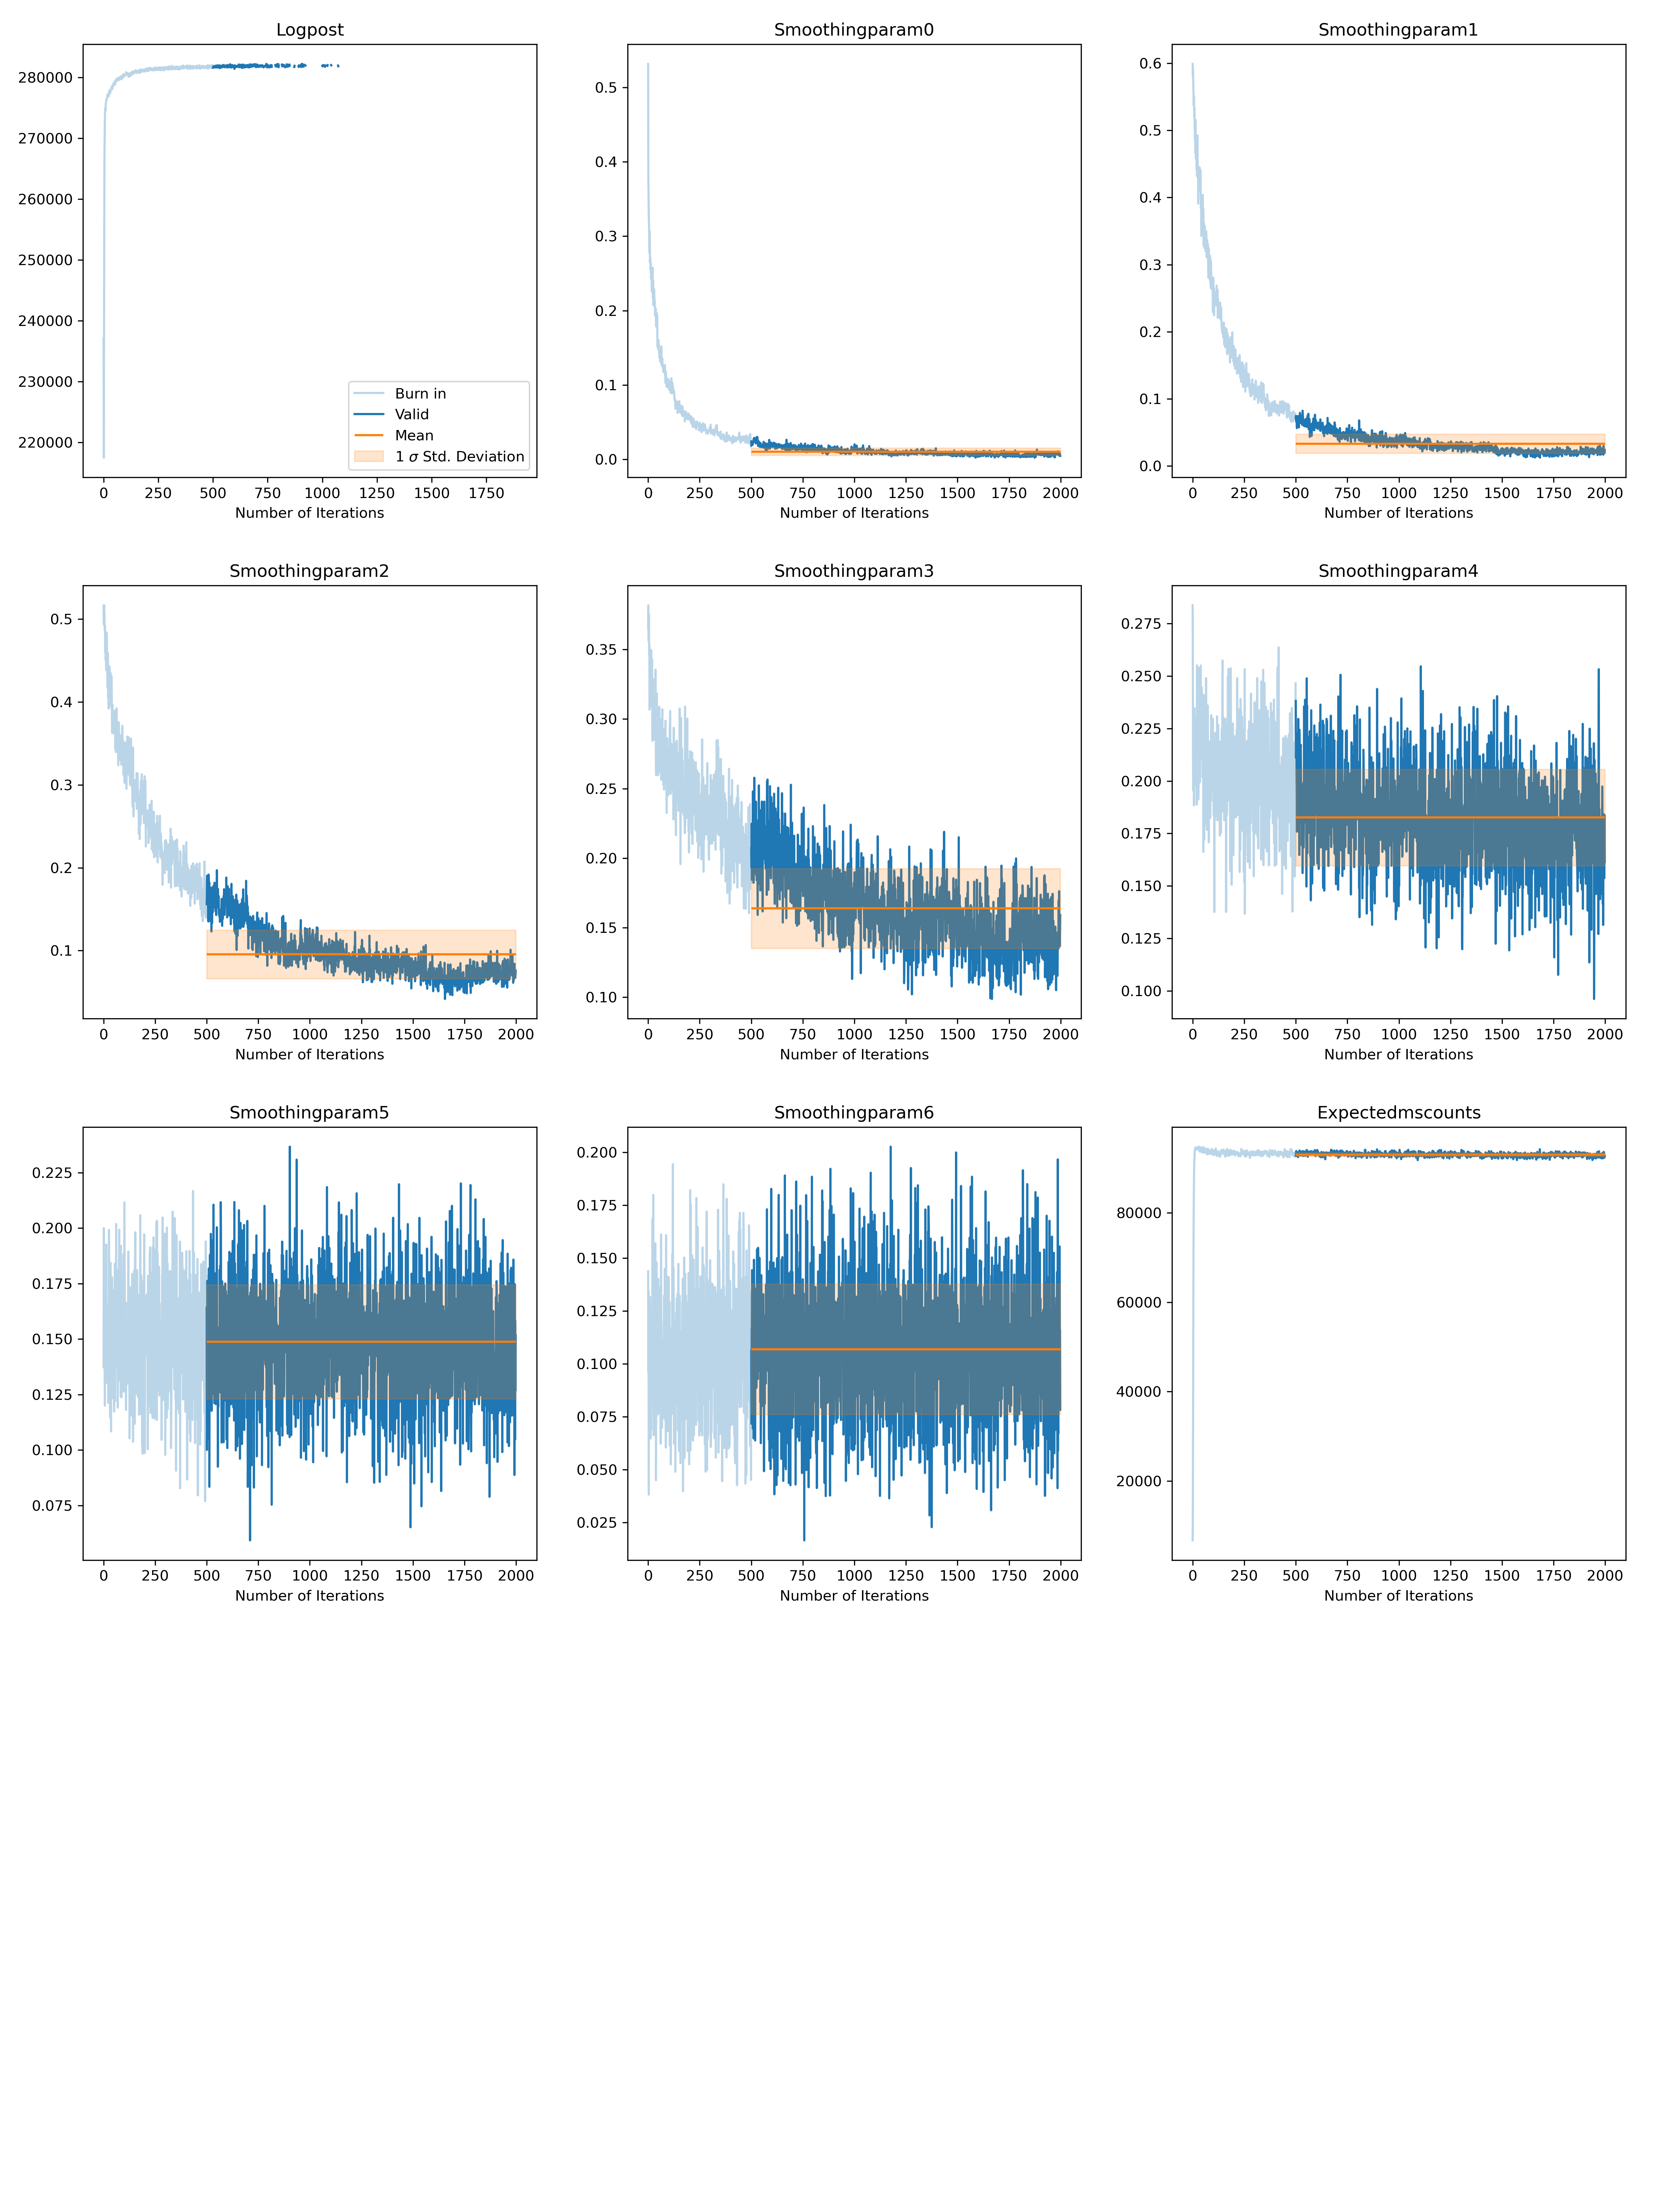 Logpost
280000
270000
260000
250000
240000
230000
220000
Burn in
Valid
Mean
1 σ Std. Deviation
0 250 500 750 1000 1250 1500 1750
Number of Iterations
Smoothingparam0
0.5
0.4
0.3
0.2
0.1
0.0
0 250 500 750 1000 1250 1500 1750 2000
Number of Iterations
Smoothingparam1
0.6
0.5
0.4
0.3
0.2
0.1
0.0
0 250 500 750 1000 1250 1500 1750 2000
Number of Iterations
Smoothingparam2
0.5
0.4
0.3
0.2
0.1
0 250 500 750 1000 1250 1500 1750 2000
Number of Iterations
Smoothingparam3
0.35
0.30
0.25
0.20
0.15
0.10
0 250 500 750 1000 1250 1500 1750 2000
Number of Iterations
Smoothingparam4
0.275
0.250
0.225
0.200
0.175
0.150
0.125
0.100
0 250 500 750 1000 1250 1500 1750 2000
Number of Iterations
Smoothingparam5
0.225
0.200
0.175
0.150
0.125
0.100
0.075
0 250 500 750 1000 1250 1500 1750 2000
Number of Iterations
Smoothingparam6
0.200
0.175
0.150
0.125
0.100
0.075
0.050
0.025
0 250 500 750 1000 1250 1500 1750 2000
Number of Iterations
Expectedmscounts
80000
60000
40000
20000
0 250 500 750 1000 1250 1500 1750 2000
Number of Iterations